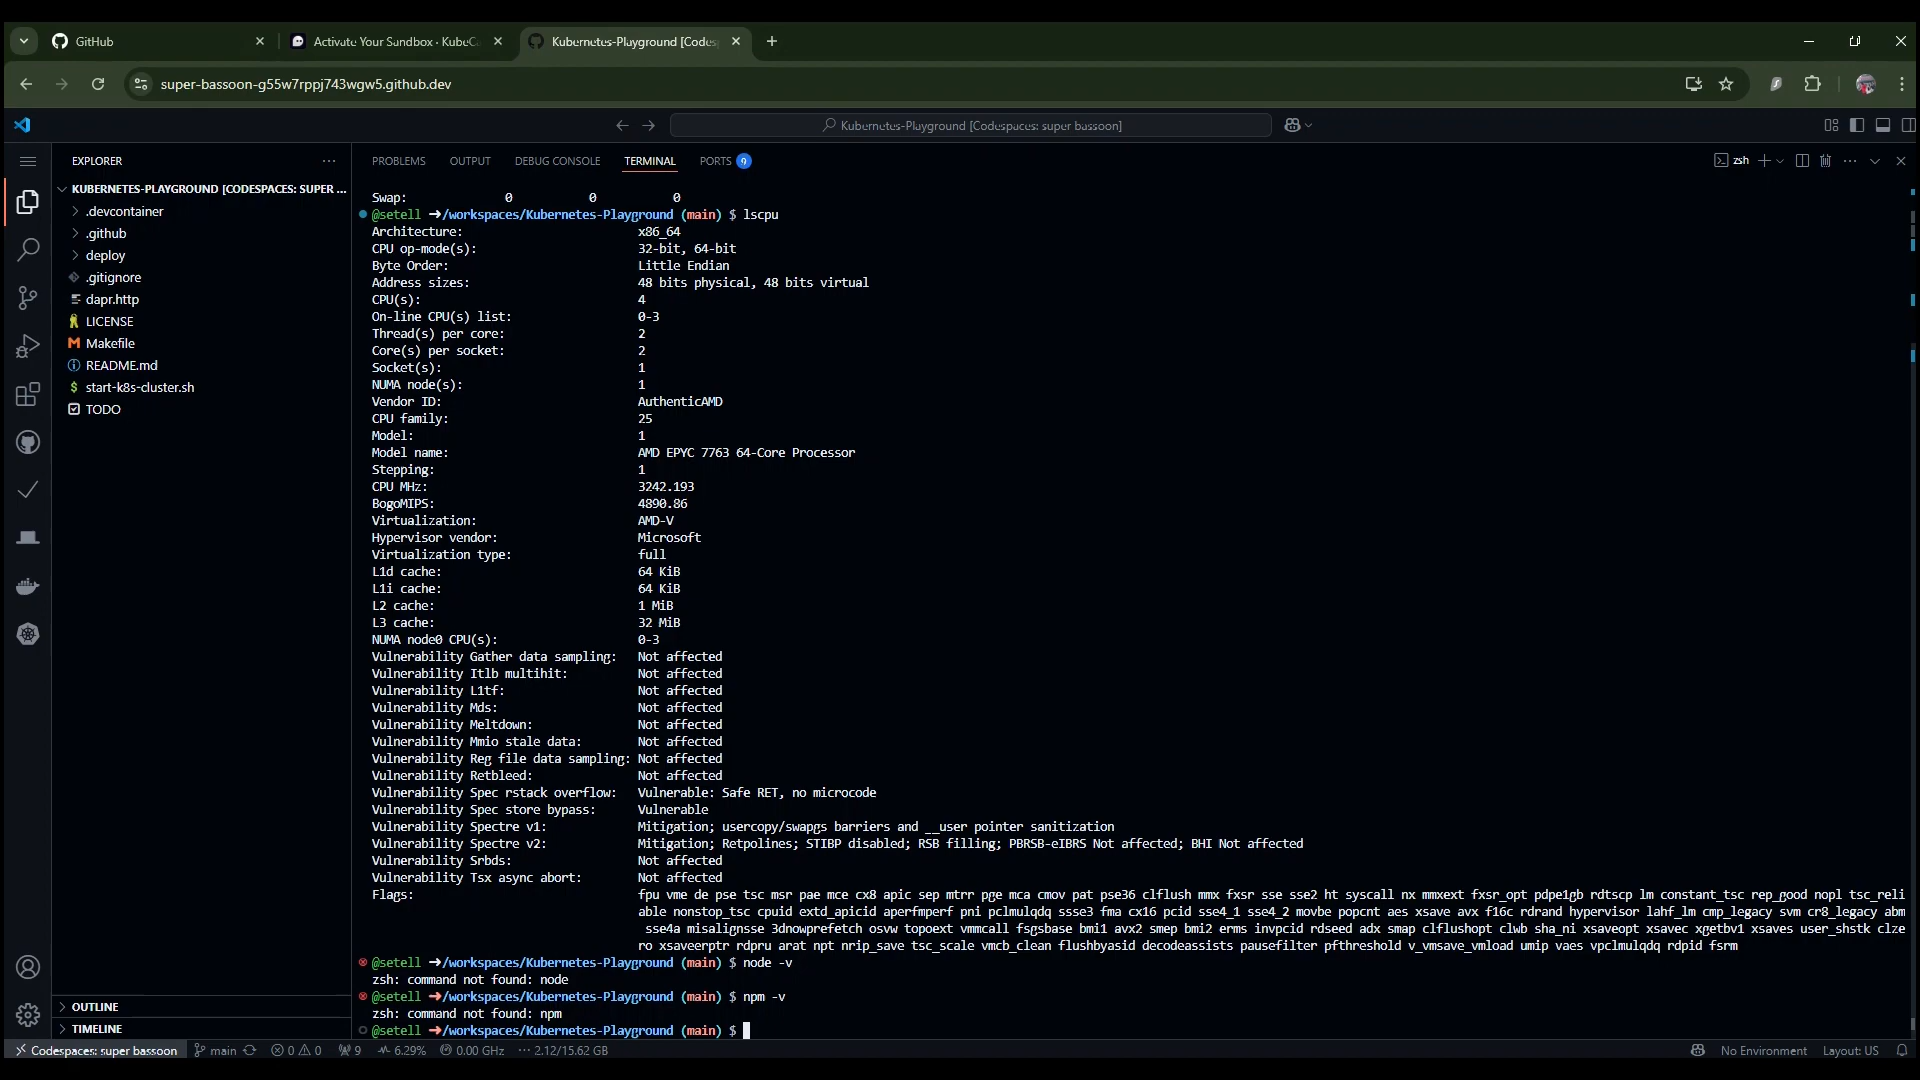 GitHub
Activate Your Sandbox · KubeCa
Kubernetes-Playground [Codesp
super-bassoon-g55w7rppj743wgw5.github.dev
Kubernetes-Playground [Codespaces: super bassoon]
EXPLORER
PROBLEMS OUTPUT DEBUG CONSOLE TERMINAL PORTS 9
zsh
KUBERNETES-PLAYGROUND [CODESPACES: SUPER ...
.devcontainer
.github
deploy
.gitignore
dapr.http
LICENSE
Makefile
README.md
start-k8s-cluster.sh
TODO
Swap: 0 0 0
@setell ➜/workspaces/Kubernetes-Playground (main) $ lscpu
Architecture: x86_64
CPU op-mode(s): 32-bit, 64-bit
Byte Order: Little Endian
Address sizes: 48 bits physical, 48 bits virtual
CPU(s): 4
On-line CPU(s) list: 0-3
Thread(s) per core: 2
Core(s) per socket: 2
Socket(s): 1
NUMA node(s): 1
Vendor ID: AuthenticAMD
CPU family: 25
Model: 1
Model name: AMD EPYC 7763 64-Core Processor
Stepping: 1
CPU MHz: 3242.193
BogoMIPS: 4890.86
Virtualization: AMD-V
Hypervisor vendor: Microsoft
Virtualization type: full
L1d cache: 64 KiB
L1i cache: 64 KiB
L2 cache: 1 MiB
L3 cache: 32 MiB
NUMA node0 CPU(s): 0-3
Vulnerability Gather data sampling: Not affected
Vulnerability Itlb multihit: Not affected
Vulnerability L1tf: Not affected
Vulnerability Mds: Not affected
Vulnerability Meltdown: Not affected
Vulnerability Mmio stale data: Not affected
Vulnerability Reg file data sampling: Not affected
Vulnerability Retbleed: Not affected
Vulnerability Spec rstack overflow: Vulnerable: Safe RET, no microcode
Vulnerability Spec store bypass: Vulnerable
Vulnerability Spectre v1: Mitigation; usercopy/swapgs barriers and __user pointer sanitization
Vulnerability Spectre v2: Mitigation; Retpolines; STIBP disabled; RSB filling; PBRSB-eIBRS Not affected; BHI Not affected
Vulnerability Srbds: Not affected
Vulnerability Tsx async abort: Not affected
Flags: fpu vme de pse tsc msr pae mce cx8 apic sep mtrr pge mca cmov pat pse36 clflush mmx fxsr sse sse2 ht syscall nx mmxext fxsr_opt pdpe1gb rdtscp lm constant_tsc rep_good nopl tsc_reli
able nonstop_tsc cpuid extd_apicid aperfmperf pni pclmulqdq ssse3 fma cx16 pcid sse4_1 sse4_2 movbe popcnt aes xsave avx f16c rdrand hypervisor lahf_lm cmp_legacy svm cr8_legacy abm
sse4a misalignsse 3dnowprefetch osvw topoext vmmcall fsgsbase bmi1 avx2 smep bmi2 erms invpcid rdseed adx smap clflushopt clwb sha_ni xsaveopt xsavec xgetbv1 xsaves user_shstk clze
ro xsaveerptr rdpru arat npt nrip_save tsc_scale vmcb_clean flushbyasid decodeassists pausefilter pfthreshold v_vmsave_vmload umip vaes vpclmulqdq rdpid fsrm
@setell ➜/workspaces/Kubernetes-Playground (main) $ node -v
zsh: command not found: node
@setell ➜/workspaces/Kubernetes-Playground (main) $ npm -v
zsh: command not found: npm
@setell ➜/workspaces/Kubernetes-Playground (main) $
OUTLINE
TIMELINE
Codespaces: super bassoon main 0 0 9 6.29% 0.00 GHz 2.12/15.62 GB No Environment Layout: US